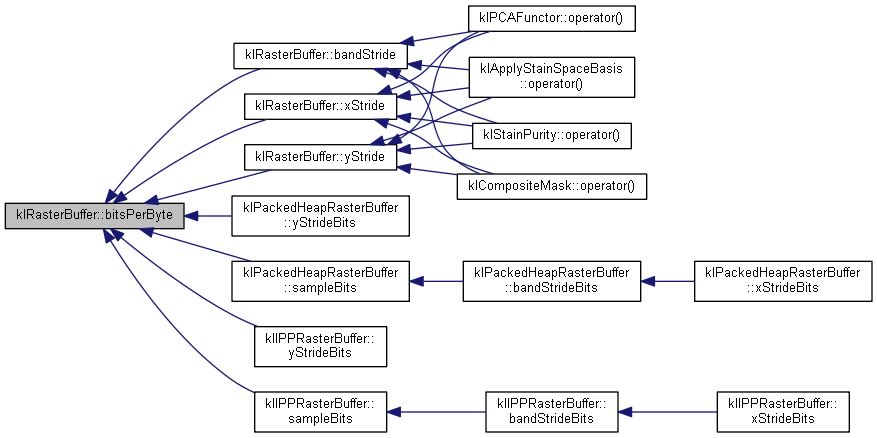 klRasterBuffer::bitsPerByte
klRasterBuffer::bandStride
klRasterBuffer::xStride
klRasterBuffer::yStride
klPackedHeapRasterBuffer
::yStrideBits
klPackedHeapRasterBuffer
::sampleBits
klIPPRasterBuffer::
yStrideBits
klIPPRasterBuffer::
sampleBits
klPCAFunctor::operator()
klApplyStainSpaceBasis
::operator()
klStainPurity::operator()
klCompositeMask::operator()
klPackedHeapRasterBuffer
::bandStrideBits
klPackedHeapRasterBuffer
::xStrideBits
klIPPRasterBuffer::
bandStrideBits
klIPPRasterBuffer::
xStrideBits